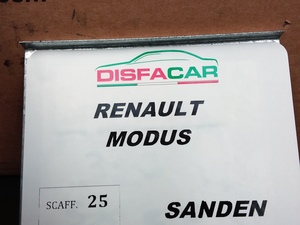 DISFACAR
RENAULT
MODUS
SCAFF. 25
SANDEN